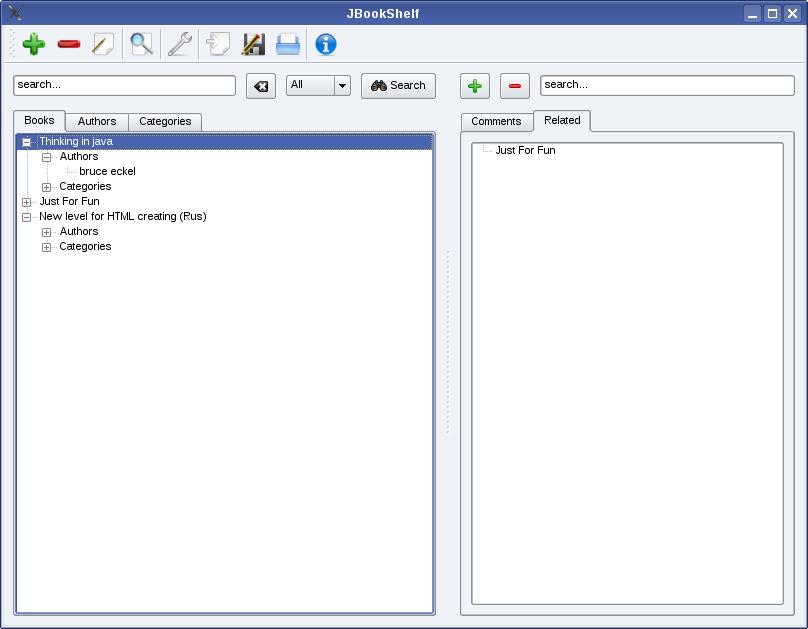 JBookShelf
search...
All
Search
search...
Books
Authors
Categories
Thinking in java
Authors
bruce eckel
Categories
Just For Fun
New level for HTML creating (Rus)
Authors
Categories
Comments
Related
Just For Fun